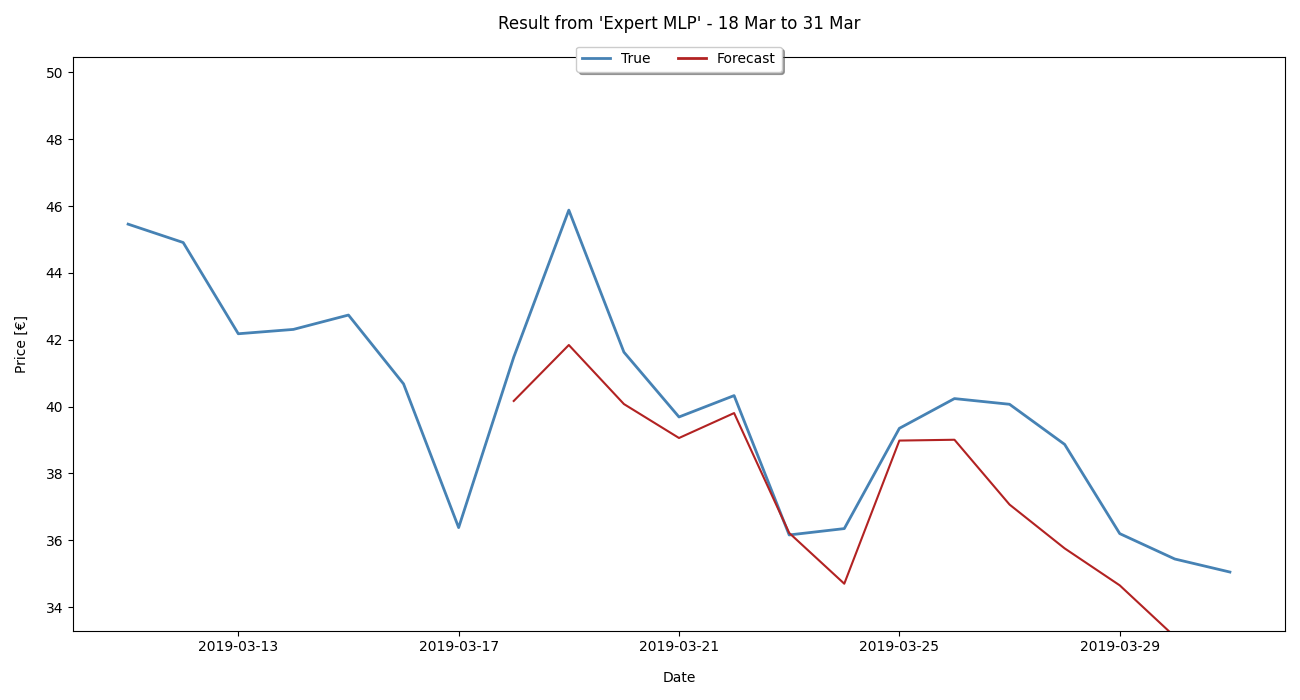 Result from 'Expert MLP' - 18 Mar to 31 Mar
True Forecast
Price [€]
50
48
46
44
42
40
38
36
34
2019-03-13 2019-03-17 2019-03-21 2019-03-25 2019-03-29
Date